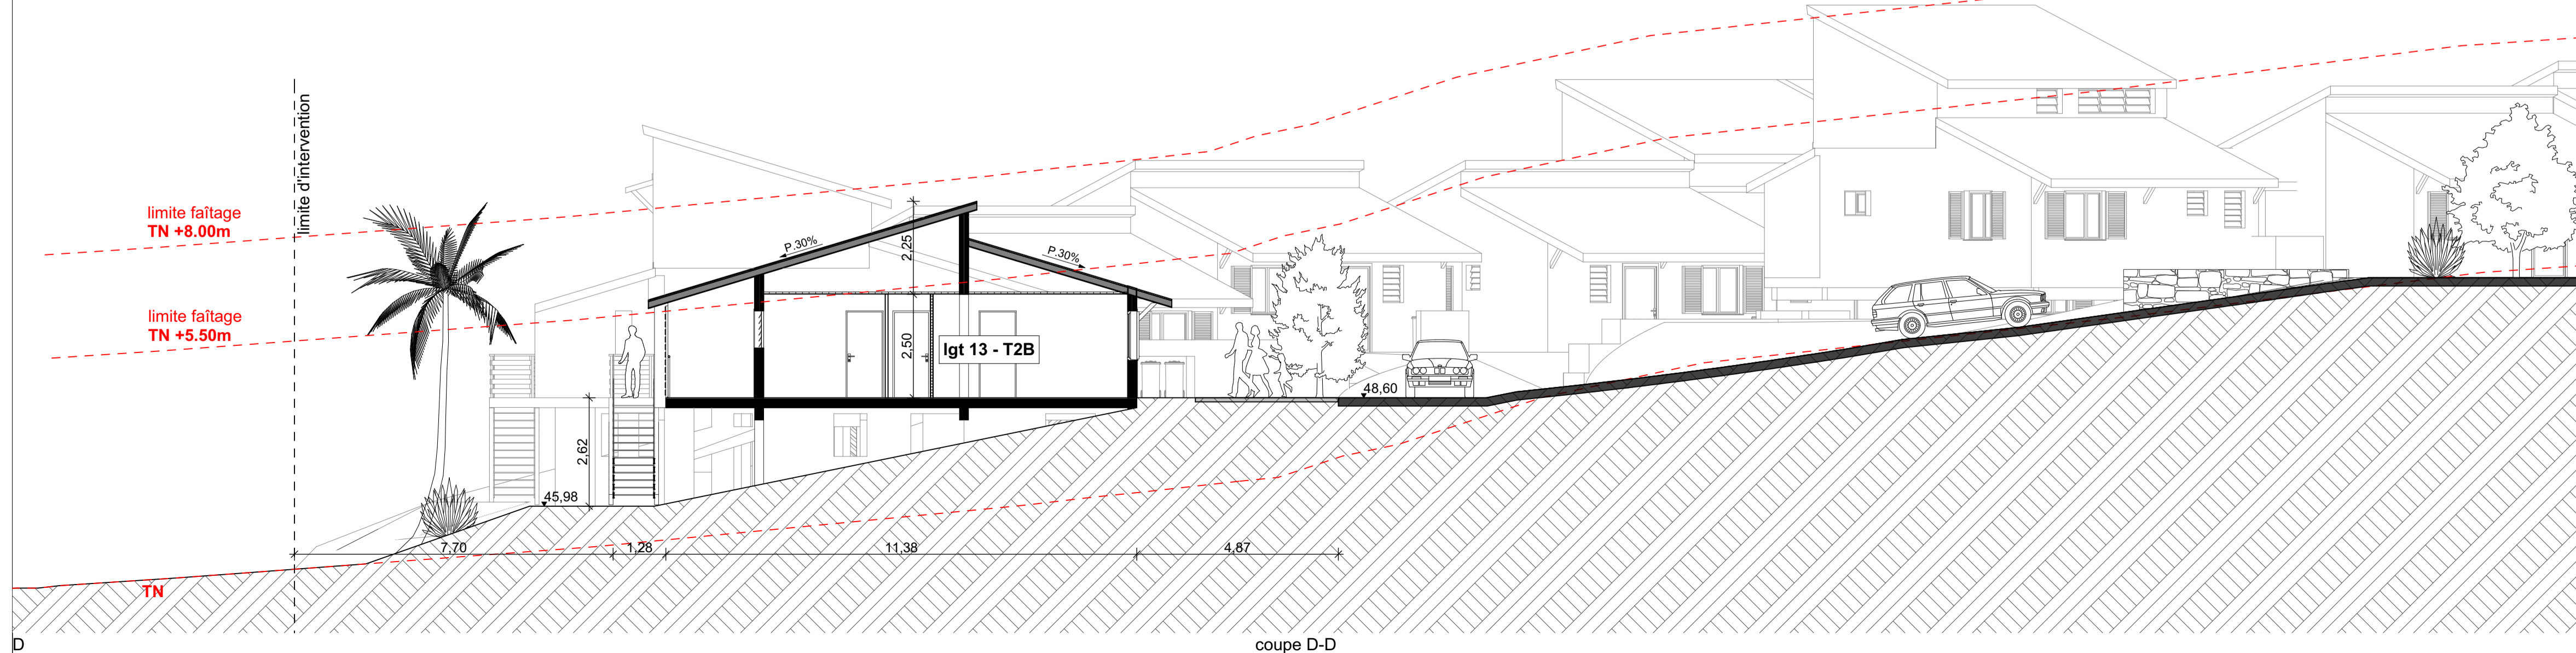 limite d'intervention
limite faîtage
TN +8.00m
limite faîtage
TN +5.50m
P.30%
2,25
P.30%
2,50
lgt 13 - T2B
48,60
2,62
45,98
7,70
1,28
11,38
4,87
TN
D
coupe D-D